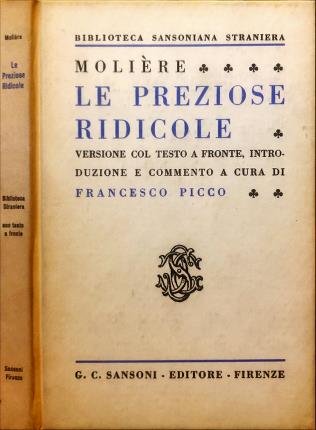 Molière
Le
Preziose
Ridicole
Biblioteca
Straniera
con testo
a fronte
Sansoni
Firenze
BIBLIOTECA SANSONIANA STRANIERA
MOLIÈRE ♣ ♣ ♣ ♣
LE PREZIOSE
RIDICOLE ♣
VERSIONE COL TESTO A FRONTE, INTRO-
DUZIONE E COMMENTO A CURA DI
FRANCESCO PICCO ♣ ♣
G. C. SANSONI - EDITORE - FIRENZE